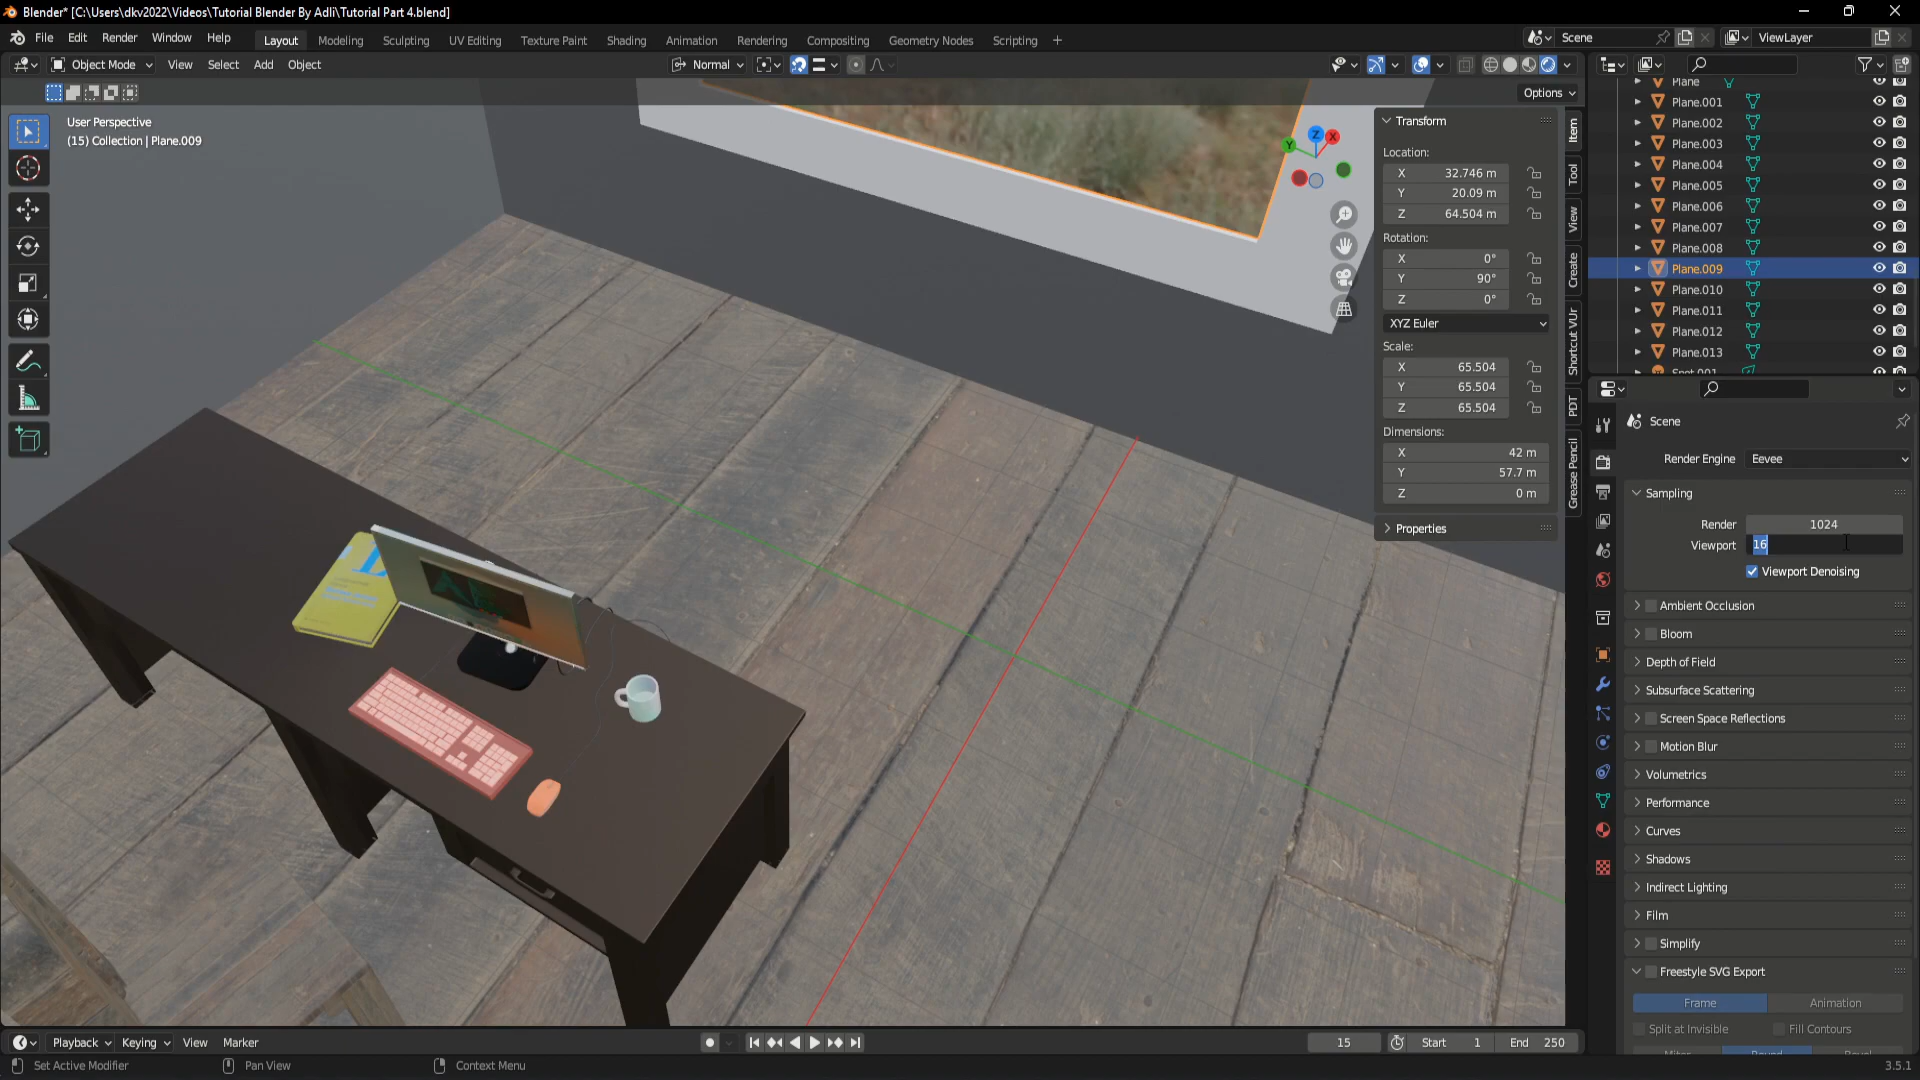 Blender* [C:\Users\dkv2022\Videos\Tutorial Blender By Adli\Tutorial Part 4.blend]
File Edit Render Window Help Layout Modeling Sculpting UV Editing Texture Paint Shading Animation Rendering Compositing Geometry Nodes Scripting + Scene ViewLayer
Object Mode View Select Add Object Normal
Options
User Perspective
(15) Collection | Plane.009
Transform
Location:
X 32.746 m
Y 20.09 m
Z 64.504 m
Rotation:
X 0°
Y 90°
Z 0°
XYZ Euler
Scale:
X 65.504
Y 65.504
Z 65.504
Dimensions:
X 42 m
Y 57.7 m
Z 0 m
Properties
Item
Tool
View
Create
Shortcut VUr
PDT
Grease Pencil
Z
X
Y
Plane
Plane.001
Plane.002
Plane.003
Plane.004
Plane.005
Plane.006
Plane.007
Plane.008
Plane.009
Plane.010
Plane.011
Plane.012
Plane.013
Spot.001
Scene
Render Engine Eevee
Sampling
Render 1024
Viewport 16
Viewport Denoising
Ambient Occlusion
Bloom
Depth of Field
Subsurface Scattering
Screen Space Reflections
Motion Blur
Volumetrics
Performance
Curves
Shadows
Indirect Lighting
Film
Simplify
Freestyle SVG Export
Frame Animation
Split at Invisible Fill Contours
Miter Round Bevel
Playback Keying View Marker 15 Start 1 End 250
Set Active Modifier Pan View Context Menu 3.5.1